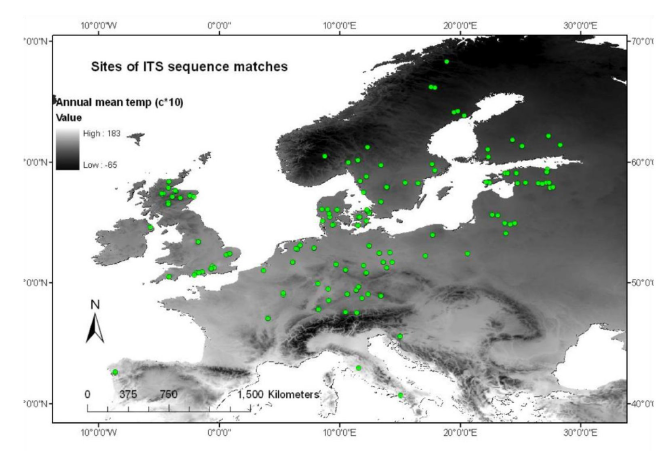 10°0'0"W 0°0'0" 10°0'0"E 20°0'0"E 30°0'0"E
Sites of ITS sequence matches
70°0'0"
Annual mean temp (c*10)
Value
High : 183
Low : -65
60°0'0"
50°0'0"
N
0 375 750 1,500 Kilometers
40°0'0"
10°0'0"W 0°0'0" 10°0'0"E 20°0'0"E 30°0'0"E